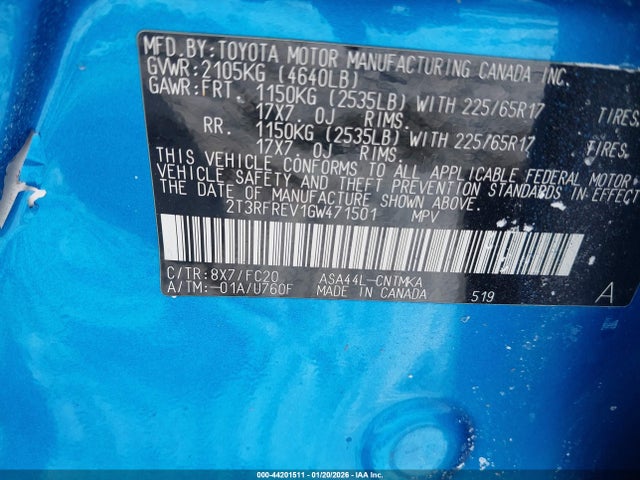 MFD. BY: TOYOTA MOTOR MANUFACTURING CANADA INC.
GVWR: 2105KG (4640LB)
GAWR: FRT. 1150KG (2535LB) WITH 225/65R17 TIRES,
17X7.0J RIMS.
RR. 1150KG (2535LB) WITH 225/65R17 TIRES,
17X7.0J RIMS.
THIS VEHICLE CONFORMS TO ALL APPLICABLE FEDERAL MOTOR
VEHICLE SAFETY AND THEFT PREVENTION STANDARDS IN EFFECT
ON THE DATE OF MANUFACTURE SHOWN ABOVE.
2T3RFREV1GW471501 MPV
C/TR: 8X7/FC20 ASA44L-CNTMKA
A/TM: -01A/U760F MADE IN CANADA 519 A
000-44201511 - 01/20/2026 - IAAI.COM